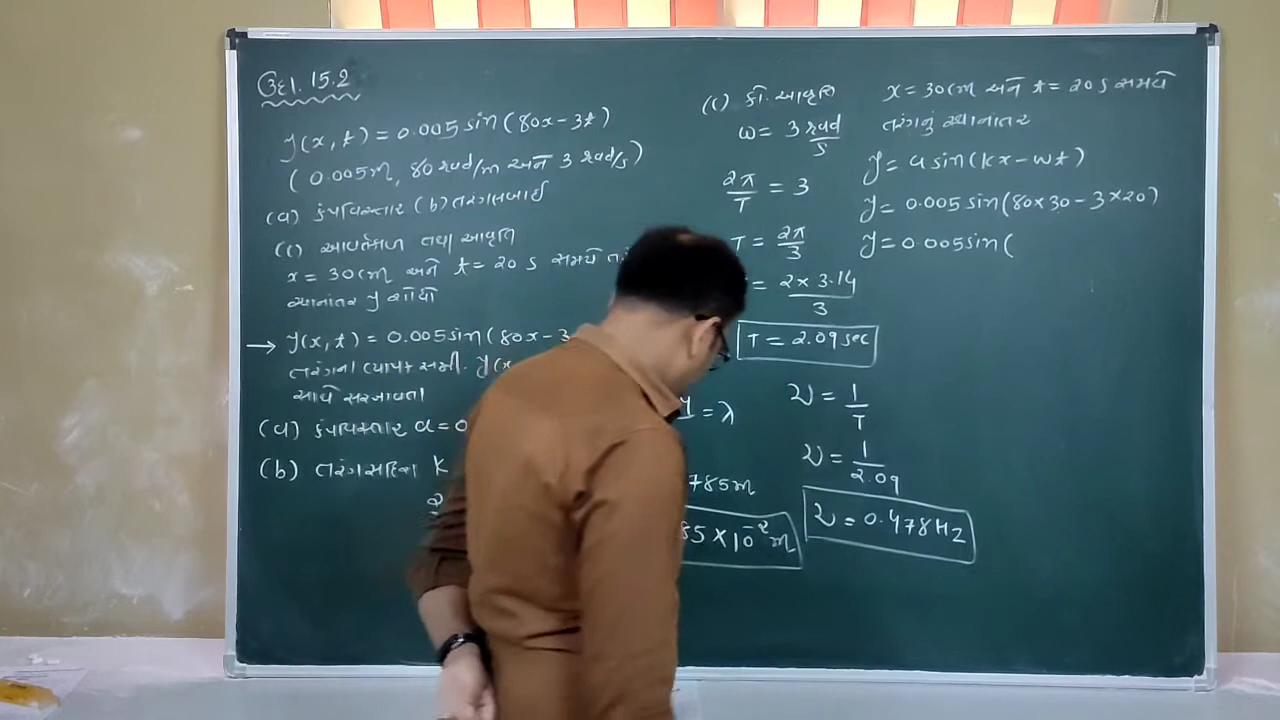 ઉદા. 15.2
y(x, t) = 0.005 sin(80x - 3t)
(0.005m, 80 rad/m અને 3 rad/s)
(a) કંપવિસ્તાર (b) તરંગલંબાઈ
(c) આવર્તકાળ તથા આવૃતિ
x = 30cm અને t = 20 s સમયે
સ્થાનાંતર y શોધો
→ y(x, t) = 0.005 sin(80x - 3
તરંગના વ્યાપક સમી. y(x
સાથે સરખાવતા
(a) કંપવિસ્તાર a = 0
(b) k
= λ
785m
85 × 10⁻² m
(c) કો. આવૃતિ
ω = 3 rad/s
2π/T = 3
T = 2π/3
= 2 × 3.14/3
T = 2.09 sec
ν = 1/T
ν = 1/2.09
ν = 0.478 Hz
x = 30cm અને t = 20 s સમયે
તરંગનું સ્થાનાંતર
y = a sin(kx - ωt)
y = 0.005 sin(80×30 - 3×20)
y = 0.005 sin(